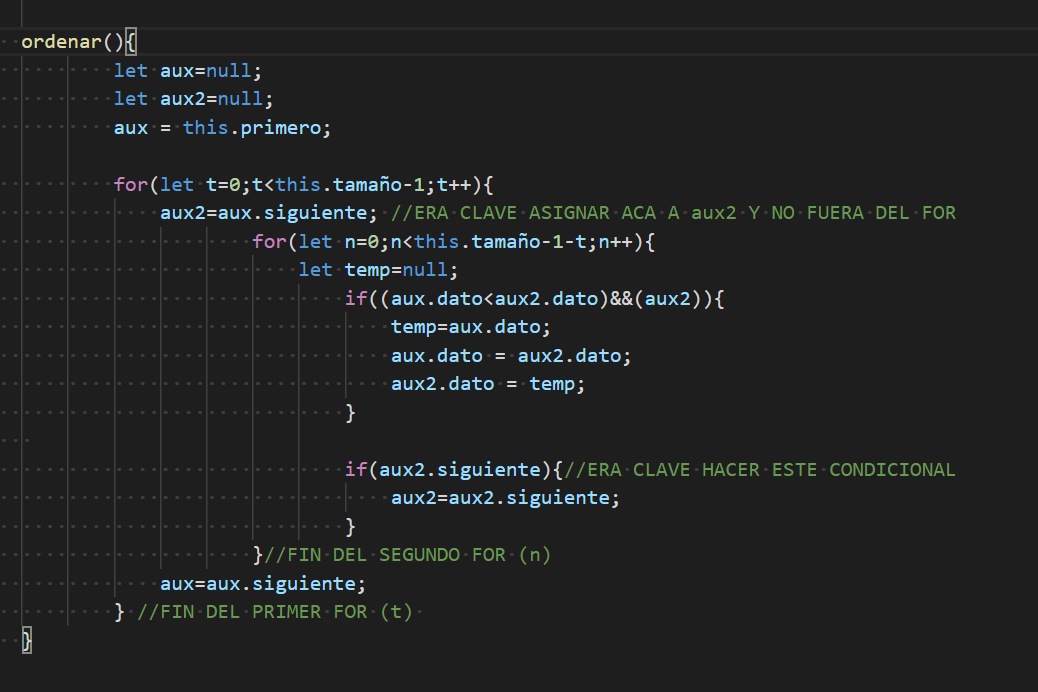 ordenar(){
let aux=null;
let aux2=null;
aux = this.primero;
for(let t=0;t<this.tamaño-1;t++){
aux2=aux.siguiente; //ERA CLAVE ASIGNAR ACA A aux2 Y NO FUERA DEL FOR
for(let n=0;n<this.tamaño-1-t;n++){
let temp=null;
if((aux.dato<aux2.dato)&&(aux2)){
temp=aux.dato;
aux.dato = aux2.dato;
aux2.dato = temp;
}
if(aux2.siguiente){//ERA CLAVE HACER ESTE CONDICIONAL
aux2=aux2.siguiente;
}
}//FIN DEL SEGUNDO FOR (n)
aux=aux.siguiente;
} //FIN DEL PRIMER FOR (t)
}